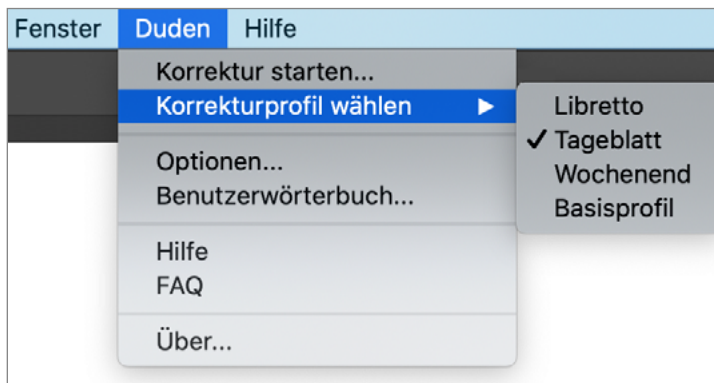 Fenster Duden Hilfe
Korrektur starten...
Korrekturprofil wählen
Libretto
Tageblatt
Wochenend
Basisprofil
Optionen...
Benutzerwörterbuch...
Hilfe
FAQ
Über...